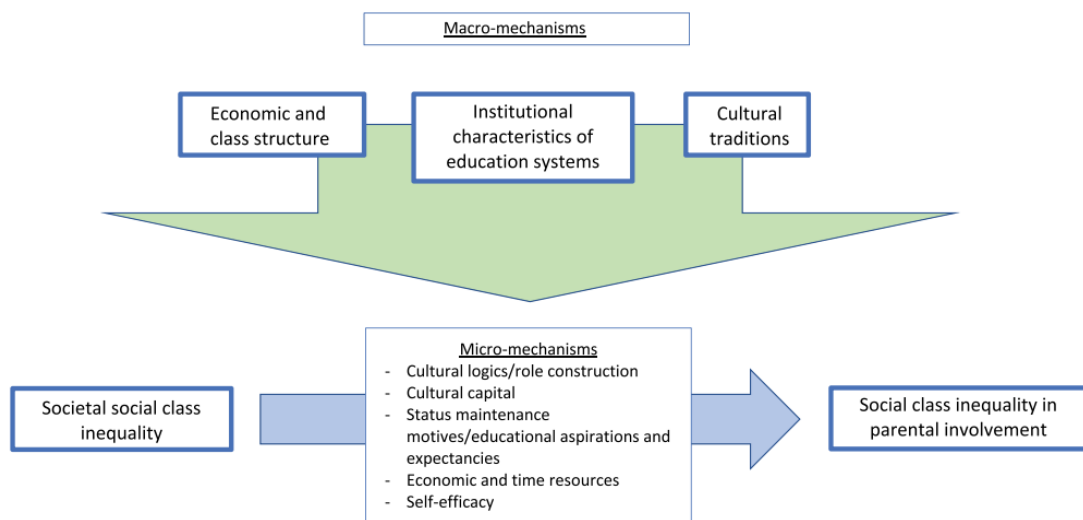 Macro-mechanisms
Economic and
class structure
Institutional
characteristics of
education systems
Cultural
traditions
Societal social class
inequality
Micro-mechanisms
- Cultural logics/role construction
- Cultural capital
- Status maintenance
motives/educational aspirations and
expectancies
- Economic and time resources
- Self-efficacy
Social class inequality in
parental involvement